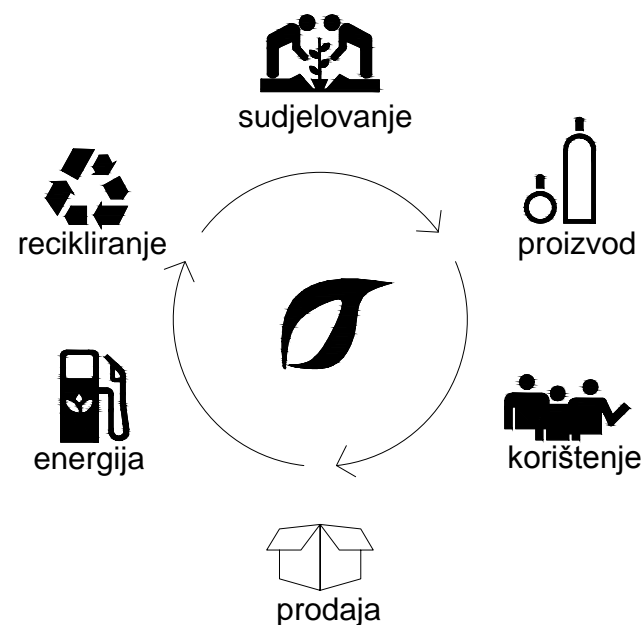 sudjelovanje
proizvod
korištenje
prodaja
energija
recikliranje